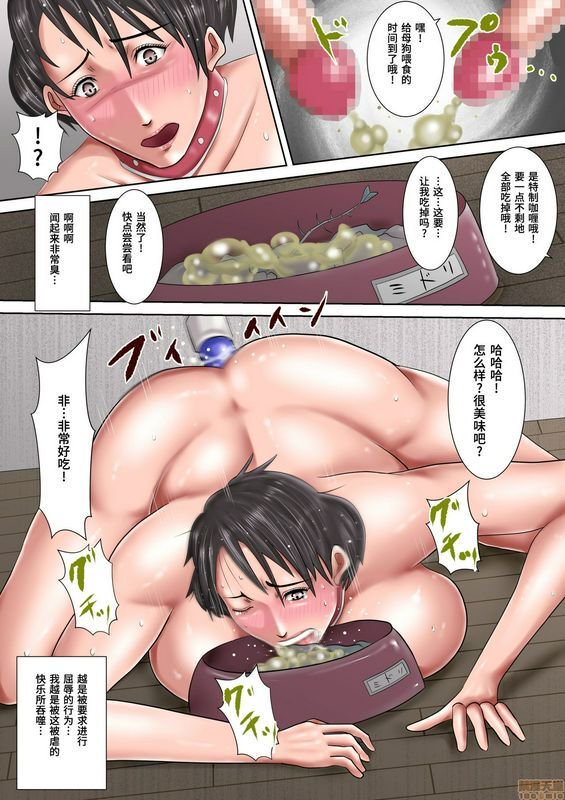 嘿！
给母狗喂食的
时间到了哦！
ドピュッ
プゥ…
！？
是特制咖喱哦！
要一点不剩地
全部吃掉哦！
…这…这要…
让我吃掉吗？
当然了！
快点尝尝看吧
啊啊啊
闻起来非常臭…
ミドリ
ブィィィン
哈哈哈！
怎么样？很美味吧？
非…非常好吃！
グチッ
グチッ
グチッ
ミドリ
越是被要求进行
屈辱的行为…
我越是被这被虐的
快乐所吞噬…